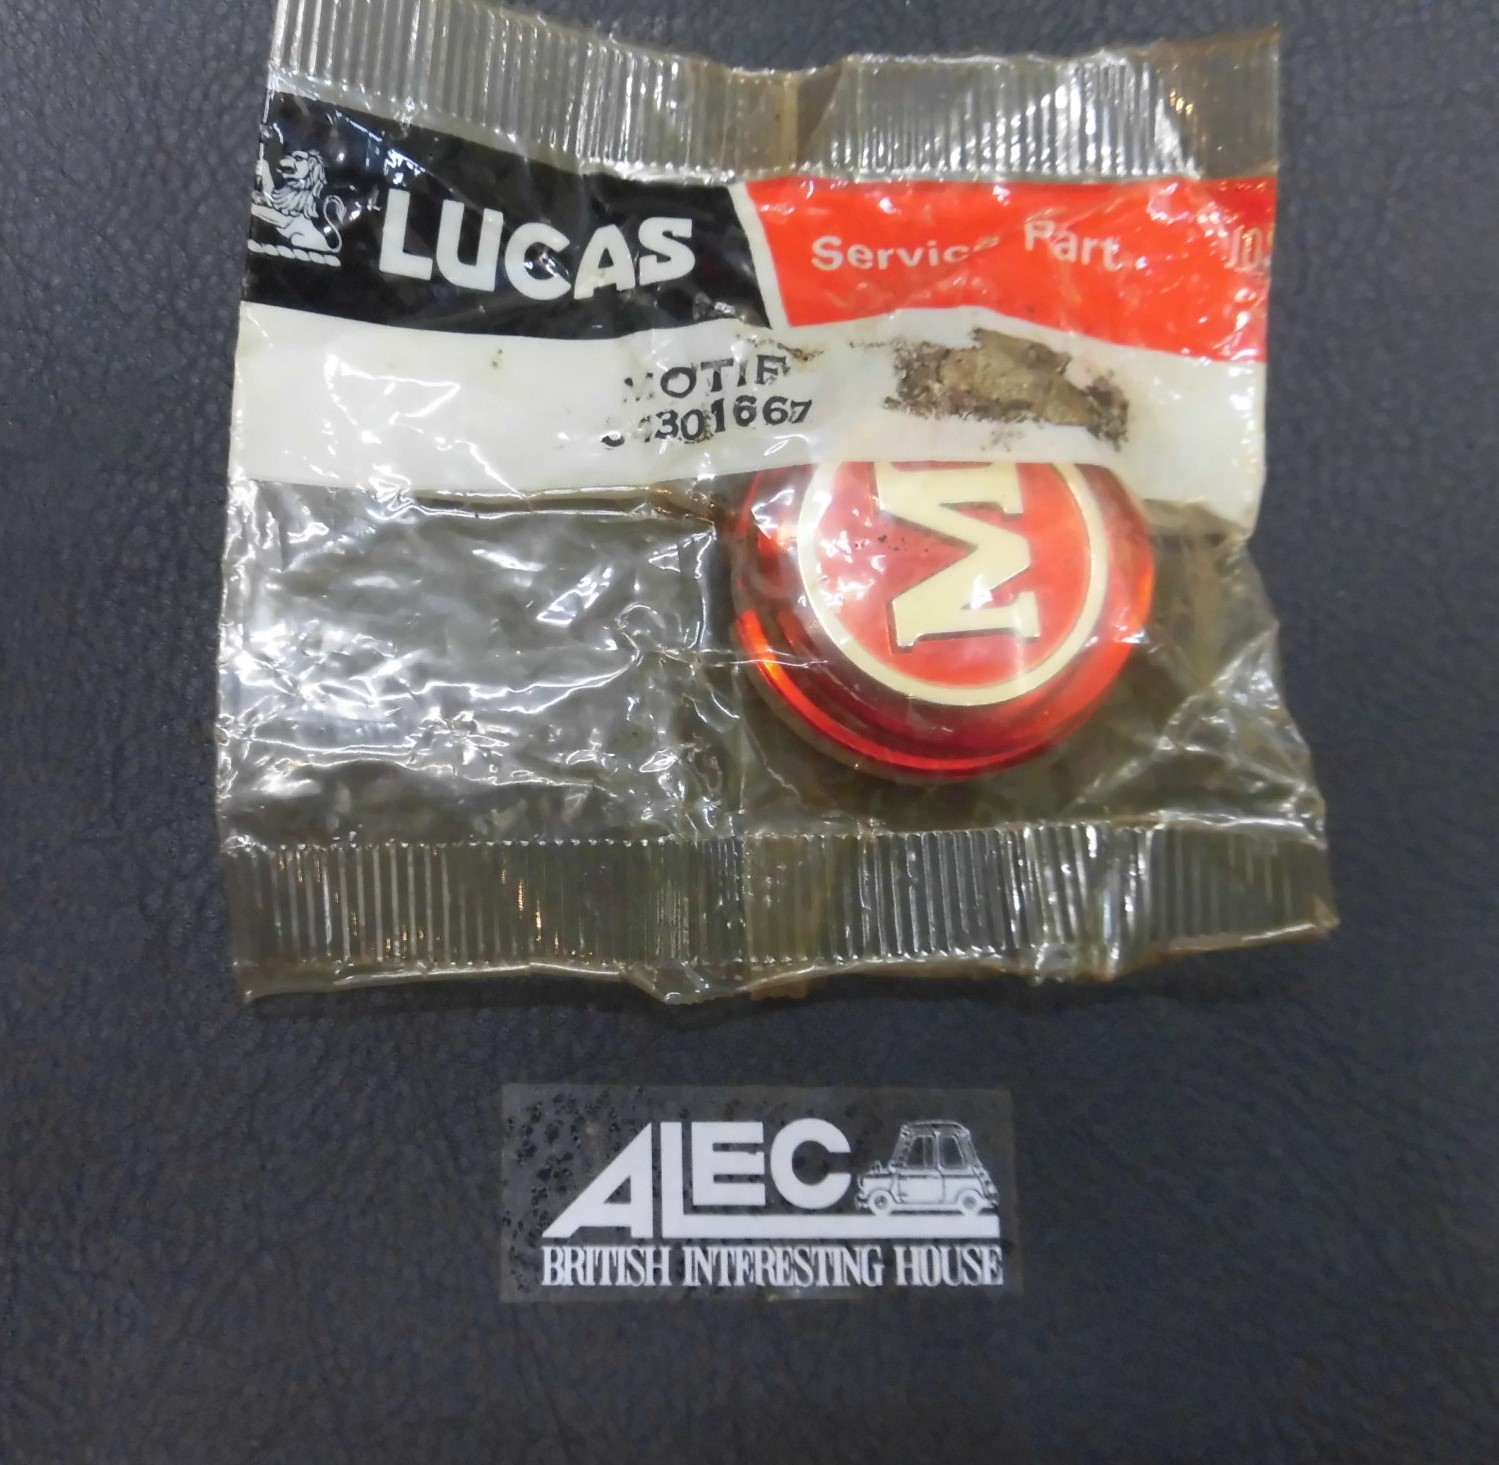 LUCAS
Service Part
MOTIF
M
ALEC
BRITISH INTERESTING HOUSE